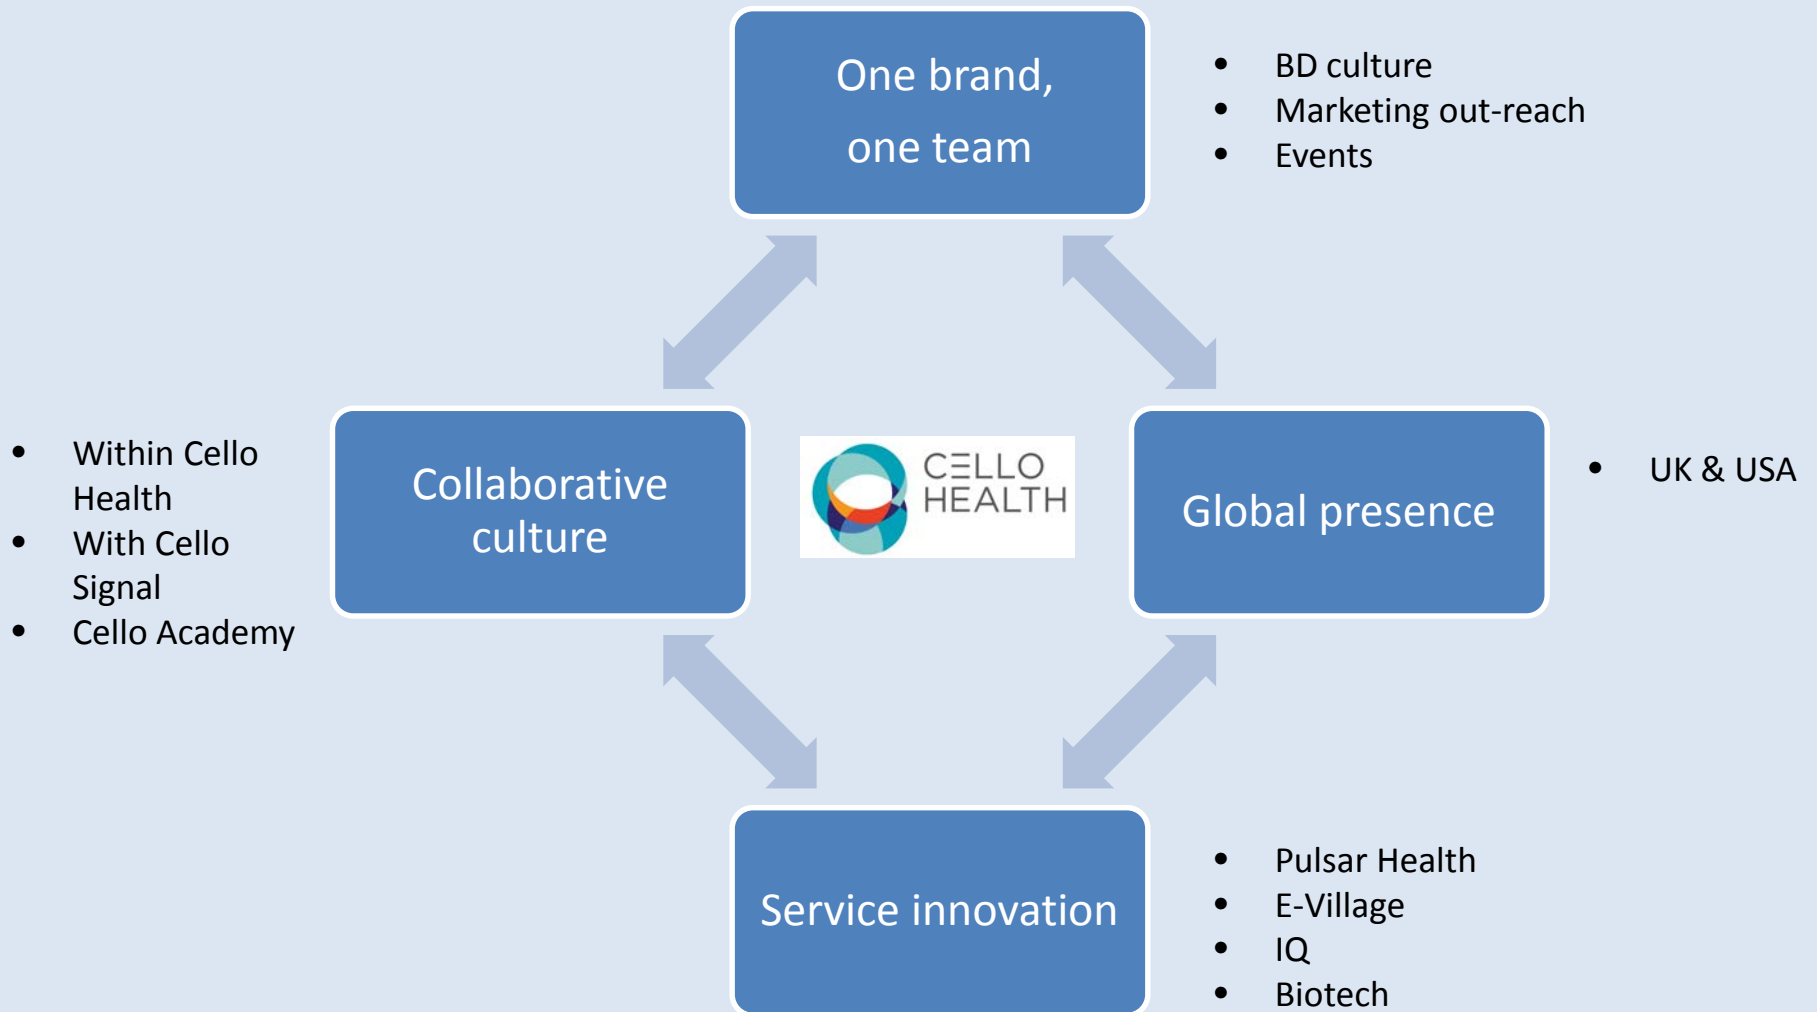 One brand,
one team
• BD culture
• Marketing out-reach
• Events
• Within Cello
Health
• With Cello
Signal
• Cello Academy
Collaborative
culture
CELLO
HEALTH
Global presence
• UK & USA
Service innovation
• Pulsar Health
• E-Village
• IQ
• Biotech